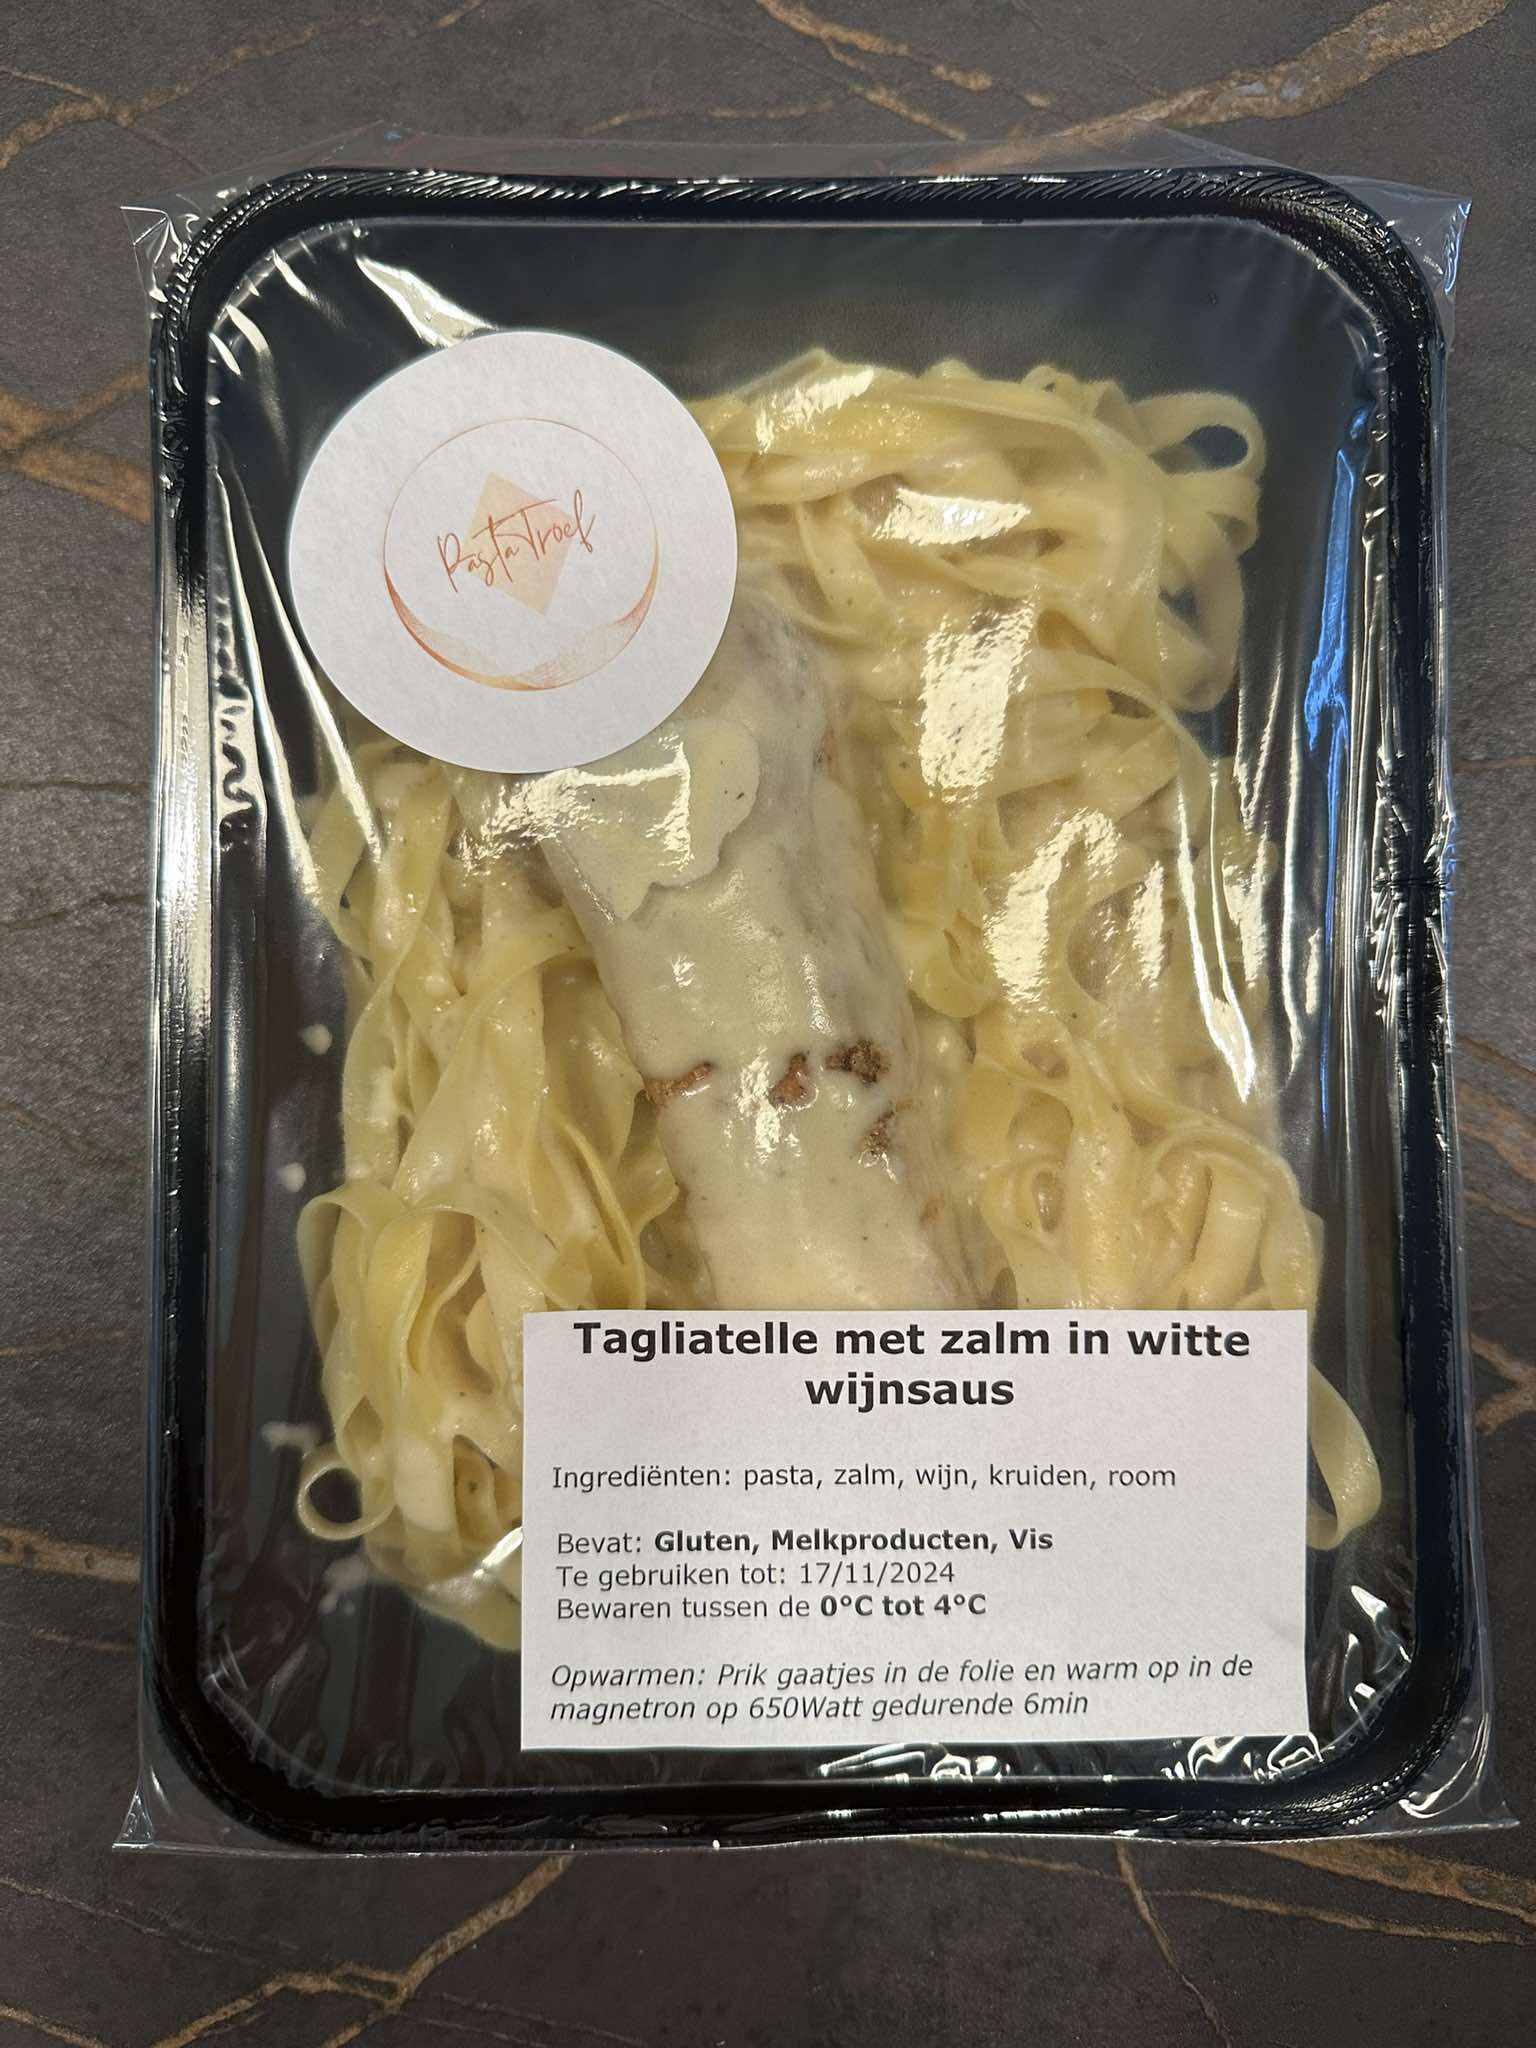 Pasta Troef
Tagliatelle met zalm in witte
wijnsaus
Ingrediënten: pasta, zalm, wijn, kruiden, room
Bevat: Gluten, Melkproducten, Vis
Te gebruiken tot: 17/11/2024
Bewaren tussen de 0°C tot 4°C
Opwarmen: Prik gaatjes in de folie en warm op in de
magnetron op 650Watt gedurende 6min